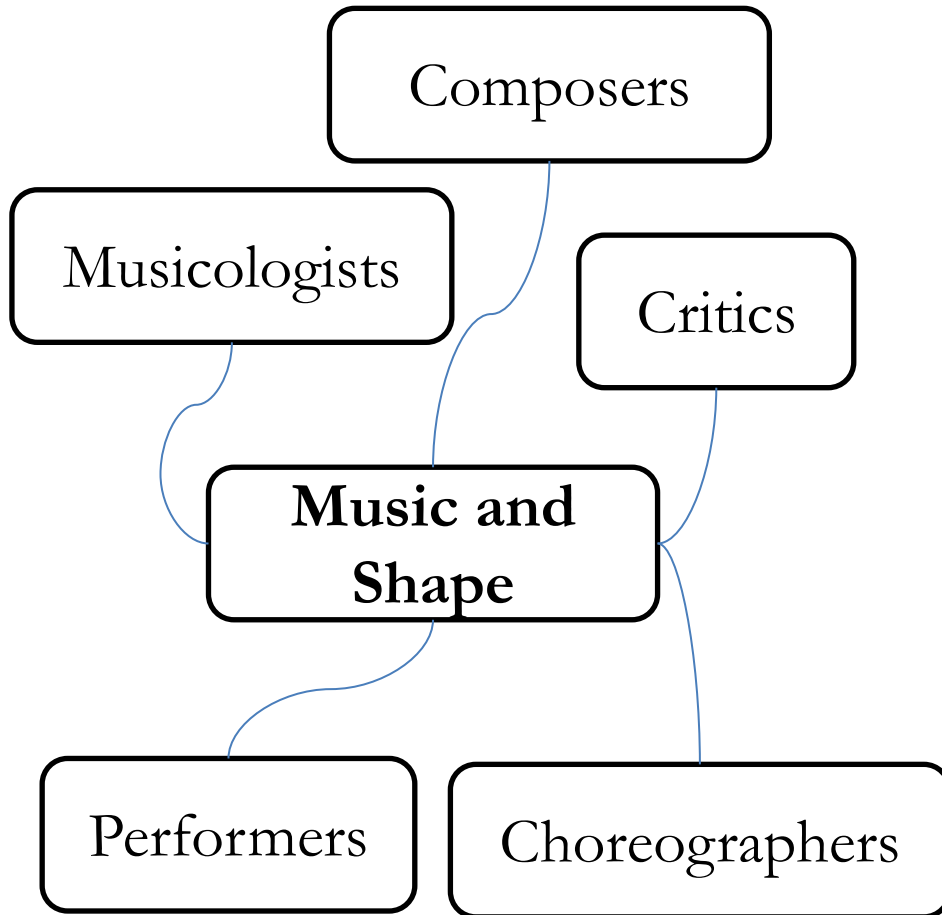 Composers
Musicologists
Critics
Music and
Shape
Performers
Choreographers